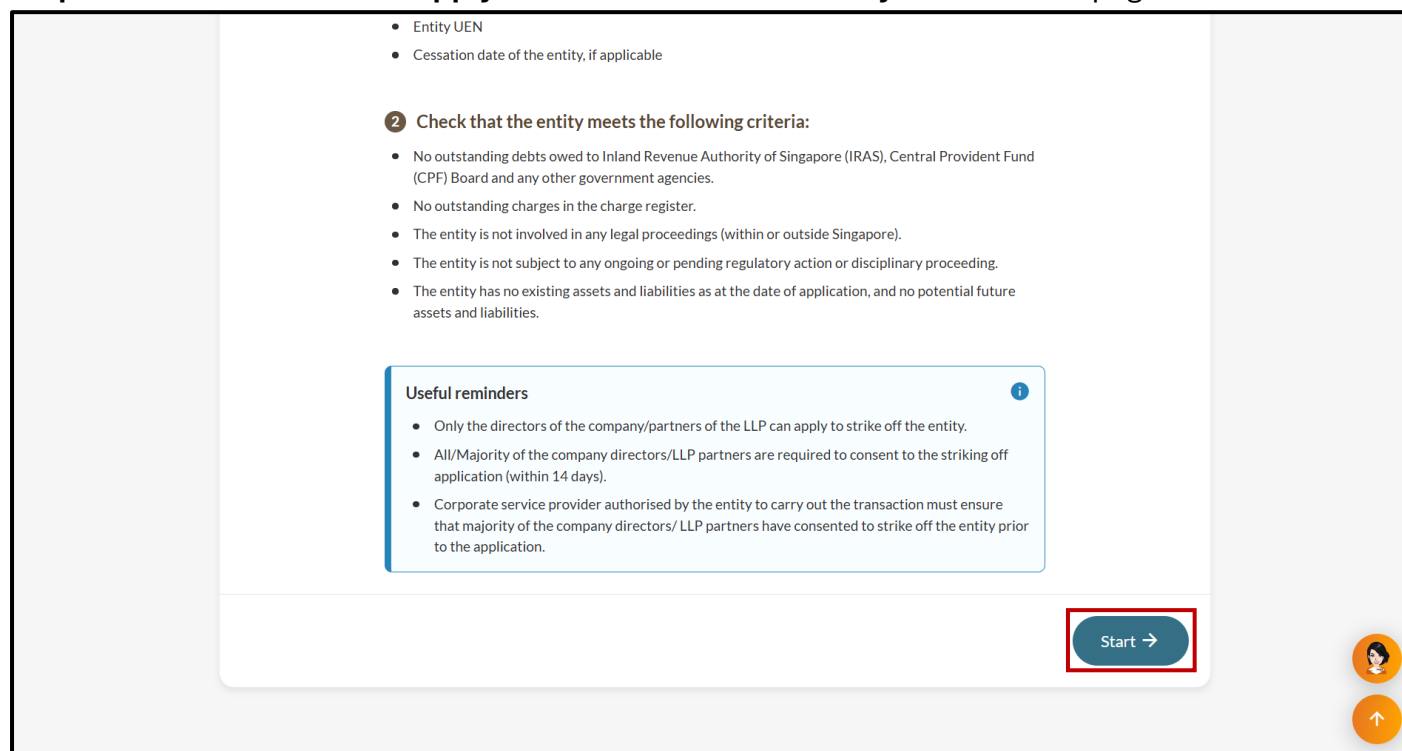 Entity UEN
Cessation date of the entity, if applicable
2 Check that the entity meets the following criteria:
No outstanding debts owed to Inland Revenue Authority of Singapore (IRAS), Central Provident Fund
(CPF) Board and any other government agencies.
No outstanding charges in the charge register.
The entity is not involved in any legal proceedings (within or outside Singapore).
The entity is not subject to any ongoing or pending regulatory action or disciplinary proceeding.
The entity has no existing assets and liabilities as at the date of application, and no potential future
assets and liabilities.
Useful reminders
Only the directors of the company/partners of the LLP can apply to strike off the entity.
All/Majority of the company directors/LLP partners are required to consent to the striking off
application (within 14 days).
Corporate service provider authorised by the entity to carry out the transaction must ensure
that majority of the company directors/ LLP partners have consented to strike off the entity prior
to the application.
Start →